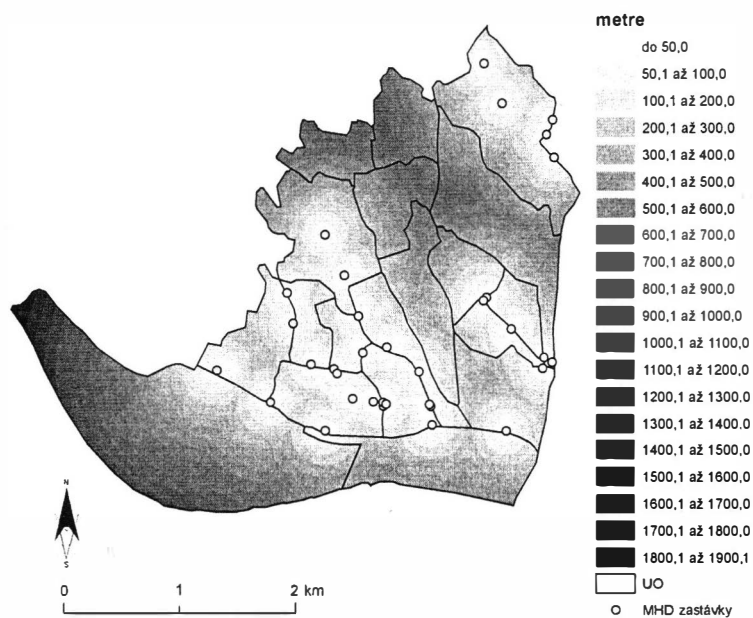 metre
do 50,0
50,1 až 100,0
100,1 až 200,0
200,1 až 300,0
300,1 až 400,0
400,1 až 500,0
500,1 až 600,0
600,1 až 700,0
700,1 až 800,0
800,1 až 900,0
900,1 až 1000,0
1000,1 až 1100,0
1100,1 až 1200,0
1200,1 až 1300,0
1300,1 až 1400,0
1400,1 až 1500,0
1500,1 až 1600,0
1600,1 až 1700,0
1700,1 až 1800,0
1800,1 až 1900,1
UO
MHD zastávky
N
S
0 1 2 km